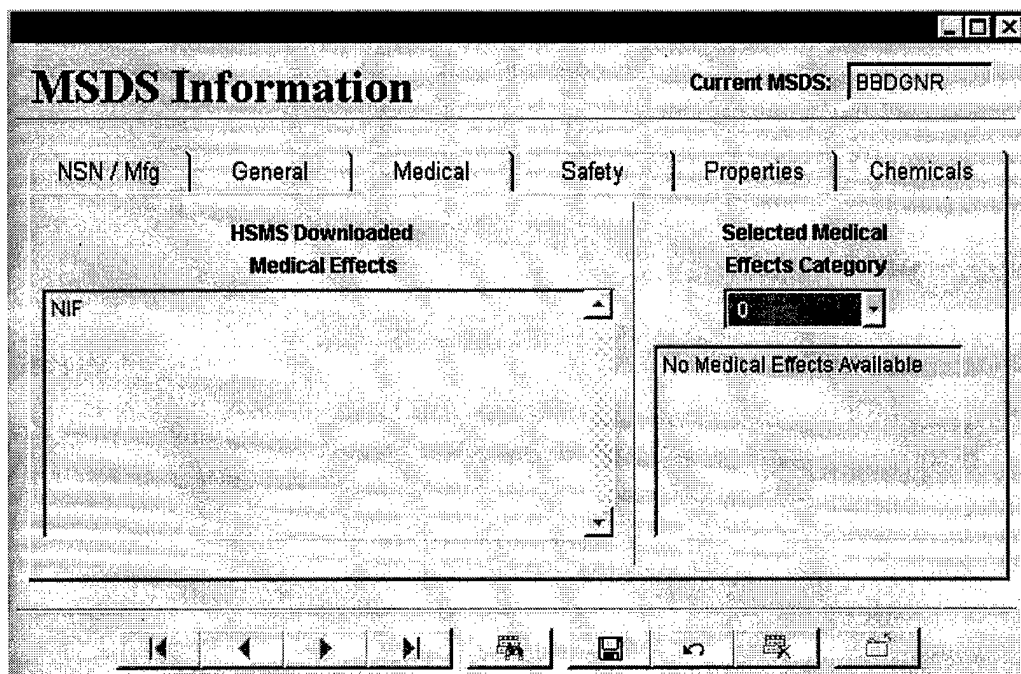 MSDS Information
Current MSDS: BBDGNR
NSN / Mfg General Medical Safety Properties Chemicals
HSMS Downloaded
Medical Effects
NIF
Selected Medical
Effects Category
0
No Medical Effects Available